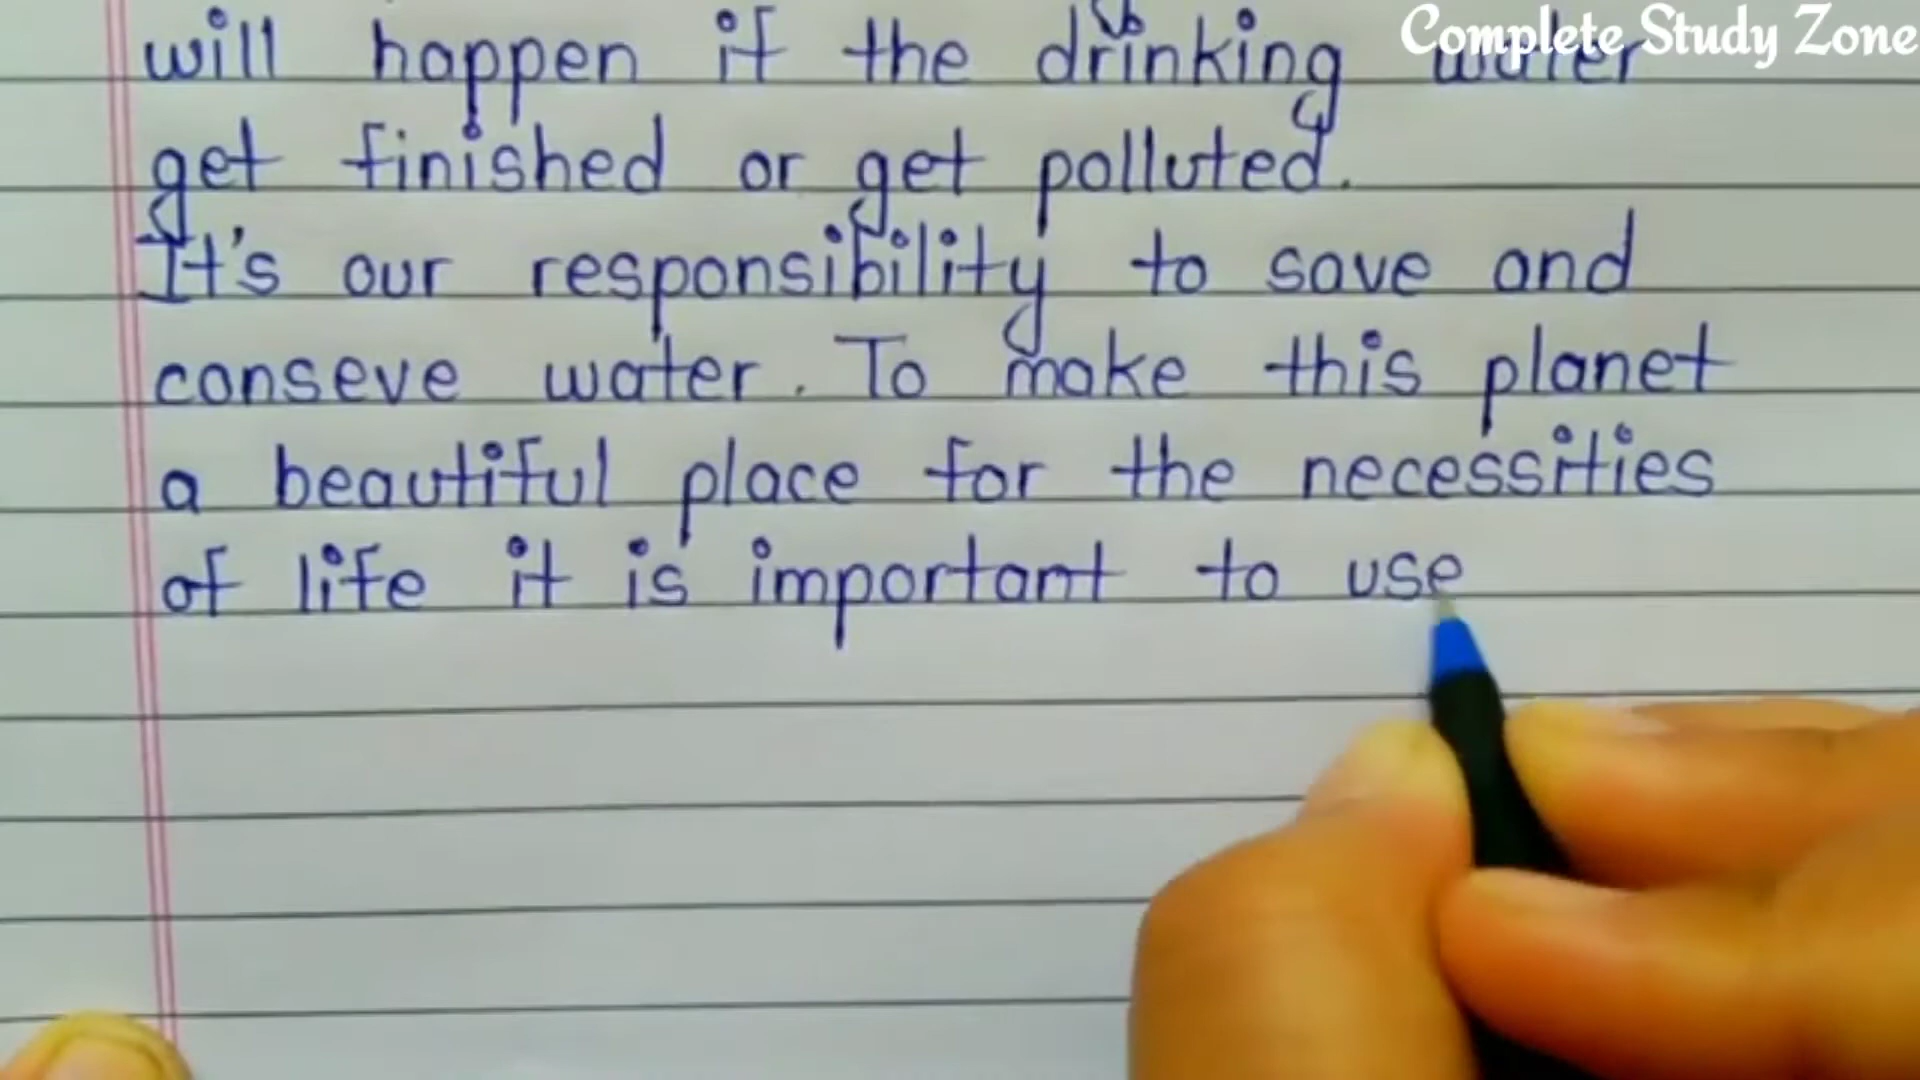 Complete Study Zone
will happen if the drinking water
get finished or get polluted.
It's our responsibility to save and
conseve water. To make this planet
a beautiful place for the necessities
of life it is important to use